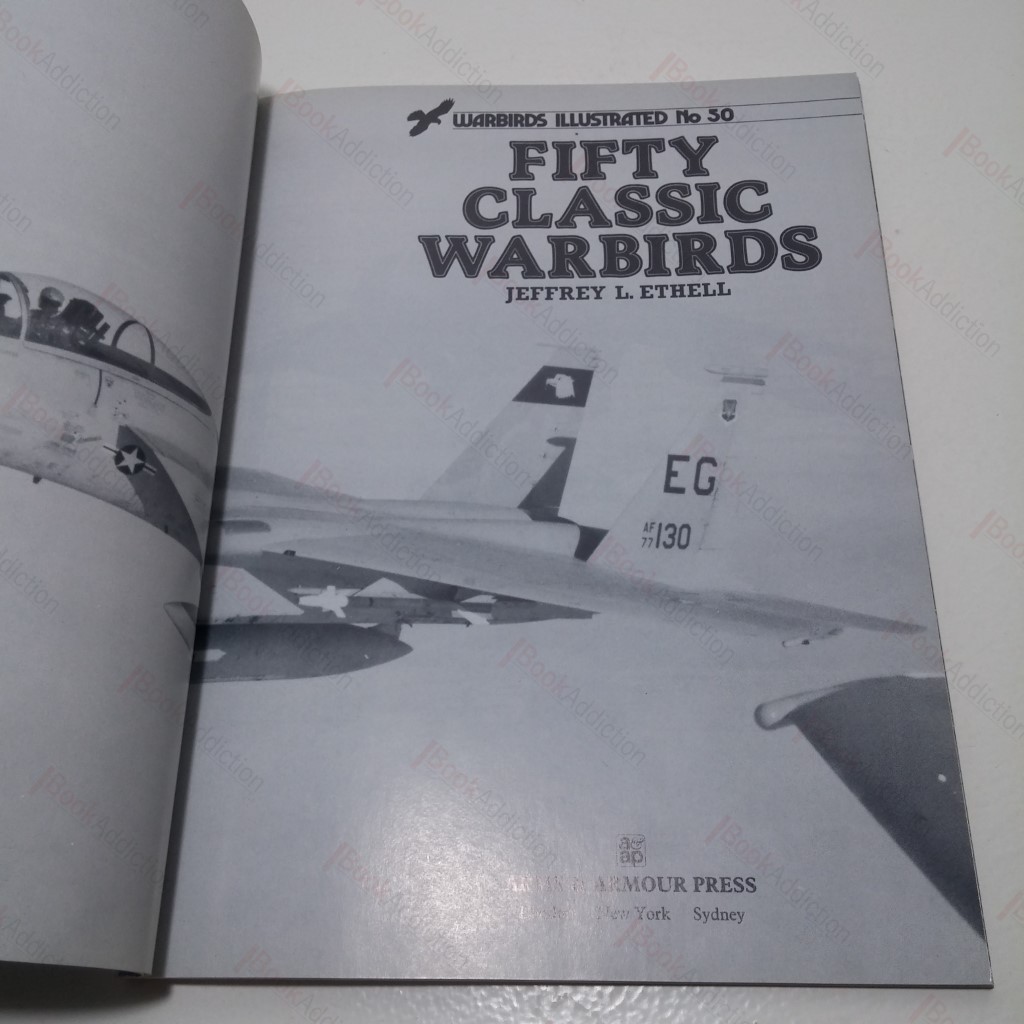 WARBIRDS ILLUSTRATED No 50
FIFTY
CLASSIC
WARBIRDS
JEFFREY L. ETHELL
EG
AF
77 130
a&
ap
ARMOUR PRESS
New York Sydney
BookAddiction